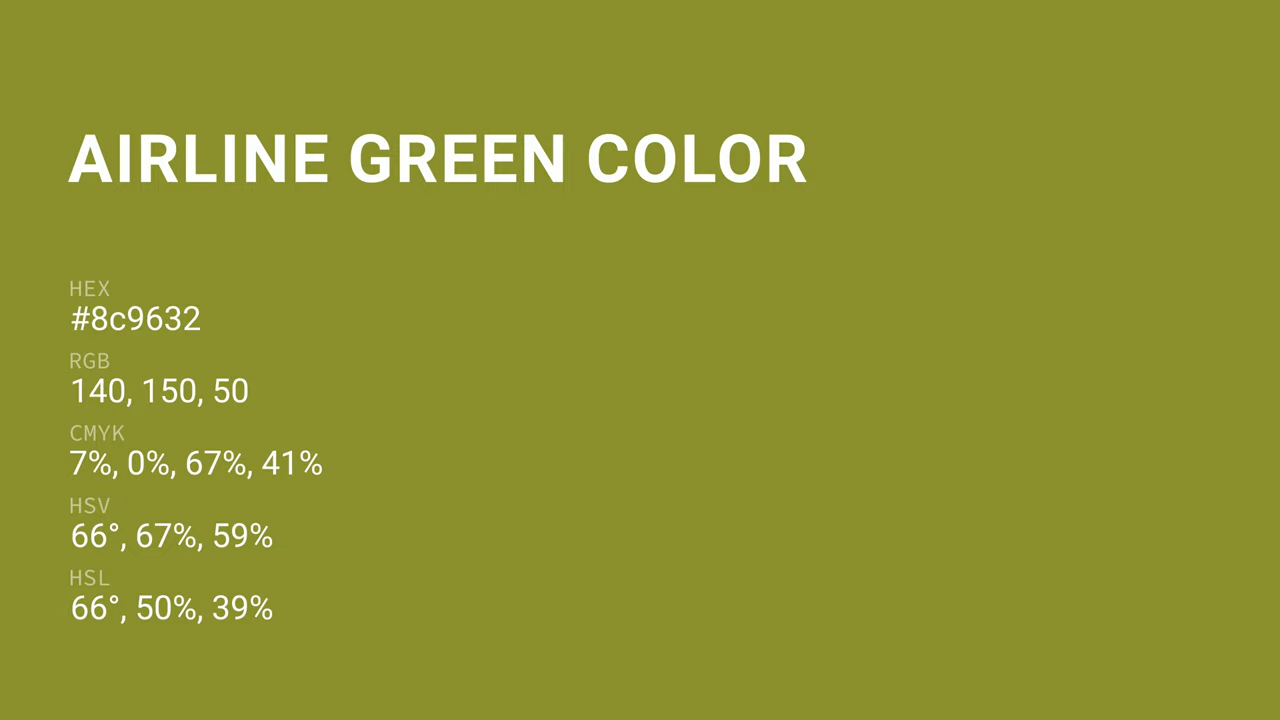 AIRLINE GREEN COLOR
HEX
#8c9632
RGB
140, 150, 50
CMYK
7%, 0%, 67%, 41%
HSV
66°, 67%, 59%
HSL
66°, 50%, 39%